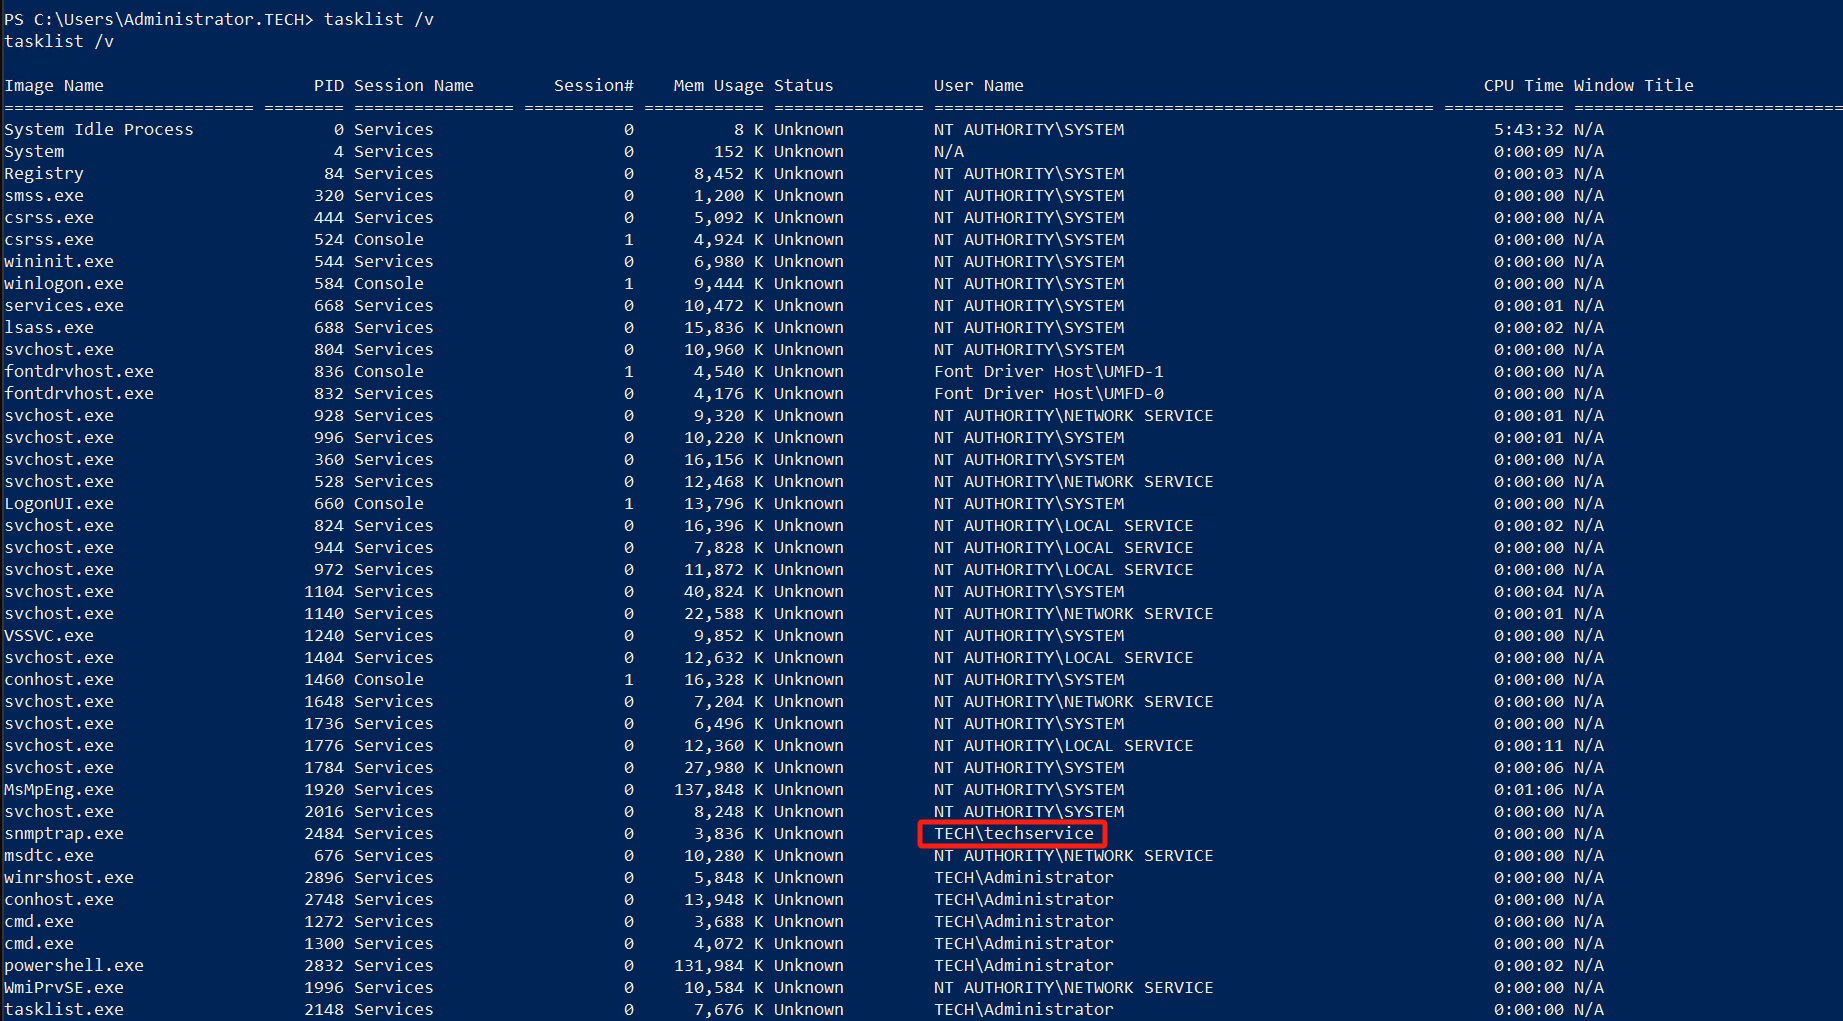 PS C:\Users\Administrator.TECH> tasklist /v
tasklist /v
Image Name                     PID Session Name        Session#    Mem Usage Status          User Name                                              CPU Time Window Title
========================= ======== ================ =========== ============ =============== ================================================== ============ ===========================
System Idle Process              0 Services                   0          8 K Unknown         NT AUTHORITY\SYSTEM                                     5:43:32 N/A
System                           4 Services                   0        152 K Unknown         N/A                                                     0:00:09 N/A
Registry                        84 Services                   0      8,452 K Unknown         NT AUTHORITY\SYSTEM                                     0:00:03 N/A
smss.exe                       320 Services                   0      1,200 K Unknown         NT AUTHORITY\SYSTEM                                     0:00:00 N/A
csrss.exe                      444 Services                   0      5,092 K Unknown         NT AUTHORITY\SYSTEM                                     0:00:00 N/A
csrss.exe                      524 Console                    1      4,924 K Unknown         NT AUTHORITY\SYSTEM                                     0:00:00 N/A
wininit.exe                    544 Services                   0      6,980 K Unknown         NT AUTHORITY\SYSTEM                                     0:00:00 N/A
winlogon.exe                   584 Console                    1      9,444 K Unknown         NT AUTHORITY\SYSTEM                                     0:00:00 N/A
services.exe                   668 Services                   0     10,472 K Unknown         NT AUTHORITY\SYSTEM                                     0:00:01 N/A
lsass.exe                      688 Services                   0     15,836 K Unknown         NT AUTHORITY\SYSTEM                                     0:00:02 N/A
svchost.exe                    804 Services                   0     10,960 K Unknown         NT AUTHORITY\SYSTEM                                     0:00:00 N/A
fontdrvhost.exe                836 Console                    1      4,540 K Unknown         Font Driver Host\UMFD-1                                 0:00:00 N/A
fontdrvhost.exe                832 Services                   0      4,176 K Unknown         Font Driver Host\UMFD-0                                 0:00:00 N/A
svchost.exe                    928 Services                   0      9,320 K Unknown         NT AUTHORITY\NETWORK SERVICE                            0:00:01 N/A
svchost.exe                    996 Services                   0     10,220 K Unknown         NT AUTHORITY\SYSTEM                                     0:00:01 N/A
svchost.exe                    360 Services                   0     16,156 K Unknown         NT AUTHORITY\SYSTEM                                     0:00:00 N/A
svchost.exe                    528 Services                   0     12,468 K Unknown         NT AUTHORITY\NETWORK SERVICE                            0:00:00 N/A
LogonUI.exe                    660 Console                    1     13,796 K Unknown         NT AUTHORITY\SYSTEM                                     0:00:00 N/A
svchost.exe                    824 Services                   0     16,396 K Unknown         NT AUTHORITY\LOCAL SERVICE                              0:00:02 N/A
svchost.exe                    944 Services                   0      7,828 K Unknown         NT AUTHORITY\LOCAL SERVICE                              0:00:00 N/A
svchost.exe                    972 Services                   0     11,872 K Unknown         NT AUTHORITY\LOCAL SERVICE                              0:00:00 N/A
svchost.exe                   1104 Services                   0     40,824 K Unknown         NT AUTHORITY\SYSTEM                                     0:00:04 N/A
svchost.exe                   1140 Services                   0     22,588 K Unknown         NT AUTHORITY\NETWORK SERVICE                            0:00:01 N/A
VSSVC.exe                     1240 Services                   0      9,852 K Unknown         NT AUTHORITY\SYSTEM                                     0:00:00 N/A
svchost.exe                   1404 Services                   0     12,632 K Unknown         NT AUTHORITY\LOCAL SERVICE                              0:00:00 N/A
conhost.exe                   1460 Console                    1     16,328 K Unknown         NT AUTHORITY\SYSTEM                                     0:00:00 N/A
svchost.exe                   1648 Services                   0      7,204 K Unknown         NT AUTHORITY\NETWORK SERVICE                            0:00:00 N/A
svchost.exe                   1736 Services                   0      6,496 K Unknown         NT AUTHORITY\SYSTEM                                     0:00:00 N/A
svchost.exe                   1776 Services                   0     12,360 K Unknown         NT AUTHORITY\LOCAL SERVICE                              0:00:11 N/A
svchost.exe                   1784 Services                   0     27,980 K Unknown         NT AUTHORITY\SYSTEM                                     0:00:06 N/A
MsMpEng.exe                   1920 Services                   0    137,848 K Unknown         NT AUTHORITY\SYSTEM                                     0:01:06 N/A
svchost.exe                   2016 Services                   0      8,248 K Unknown         NT AUTHORITY\SYSTEM                                     0:00:00 N/A
snmptrap.exe                  2484 Services                   0      3,836 K Unknown         TECH\techservice                                        0:00:00 N/A
msdtc.exe                      676 Services                   0     10,280 K Unknown         NT AUTHORITY\NETWORK SERVICE                            0:00:00 N/A
winrshost.exe                 2896 Services                   0      5,848 K Unknown         TECH\Administrator                                      0:00:00 N/A
conhost.exe                   2748 Services                   0     13,948 K Unknown         TECH\Administrator                                      0:00:00 N/A
cmd.exe                       1272 Services                   0      3,688 K Unknown         TECH\Administrator                                      0:00:00 N/A
cmd.exe                       1300 Services                   0      4,072 K Unknown         TECH\Administrator                                      0:00:00 N/A
powershell.exe                2832 Services                   0    131,984 K Unknown         TECH\Administrator                                      0:00:02 N/A
WmiPrvSE.exe                  1996 Services                   0     10,584 K Unknown         NT AUTHORITY\NETWORK SERVICE                            0:00:00 N/A
tasklist.exe                  2148 Services                   0      7,676 K Unknown         TECH\Administrator                                      0:00:00 N/A